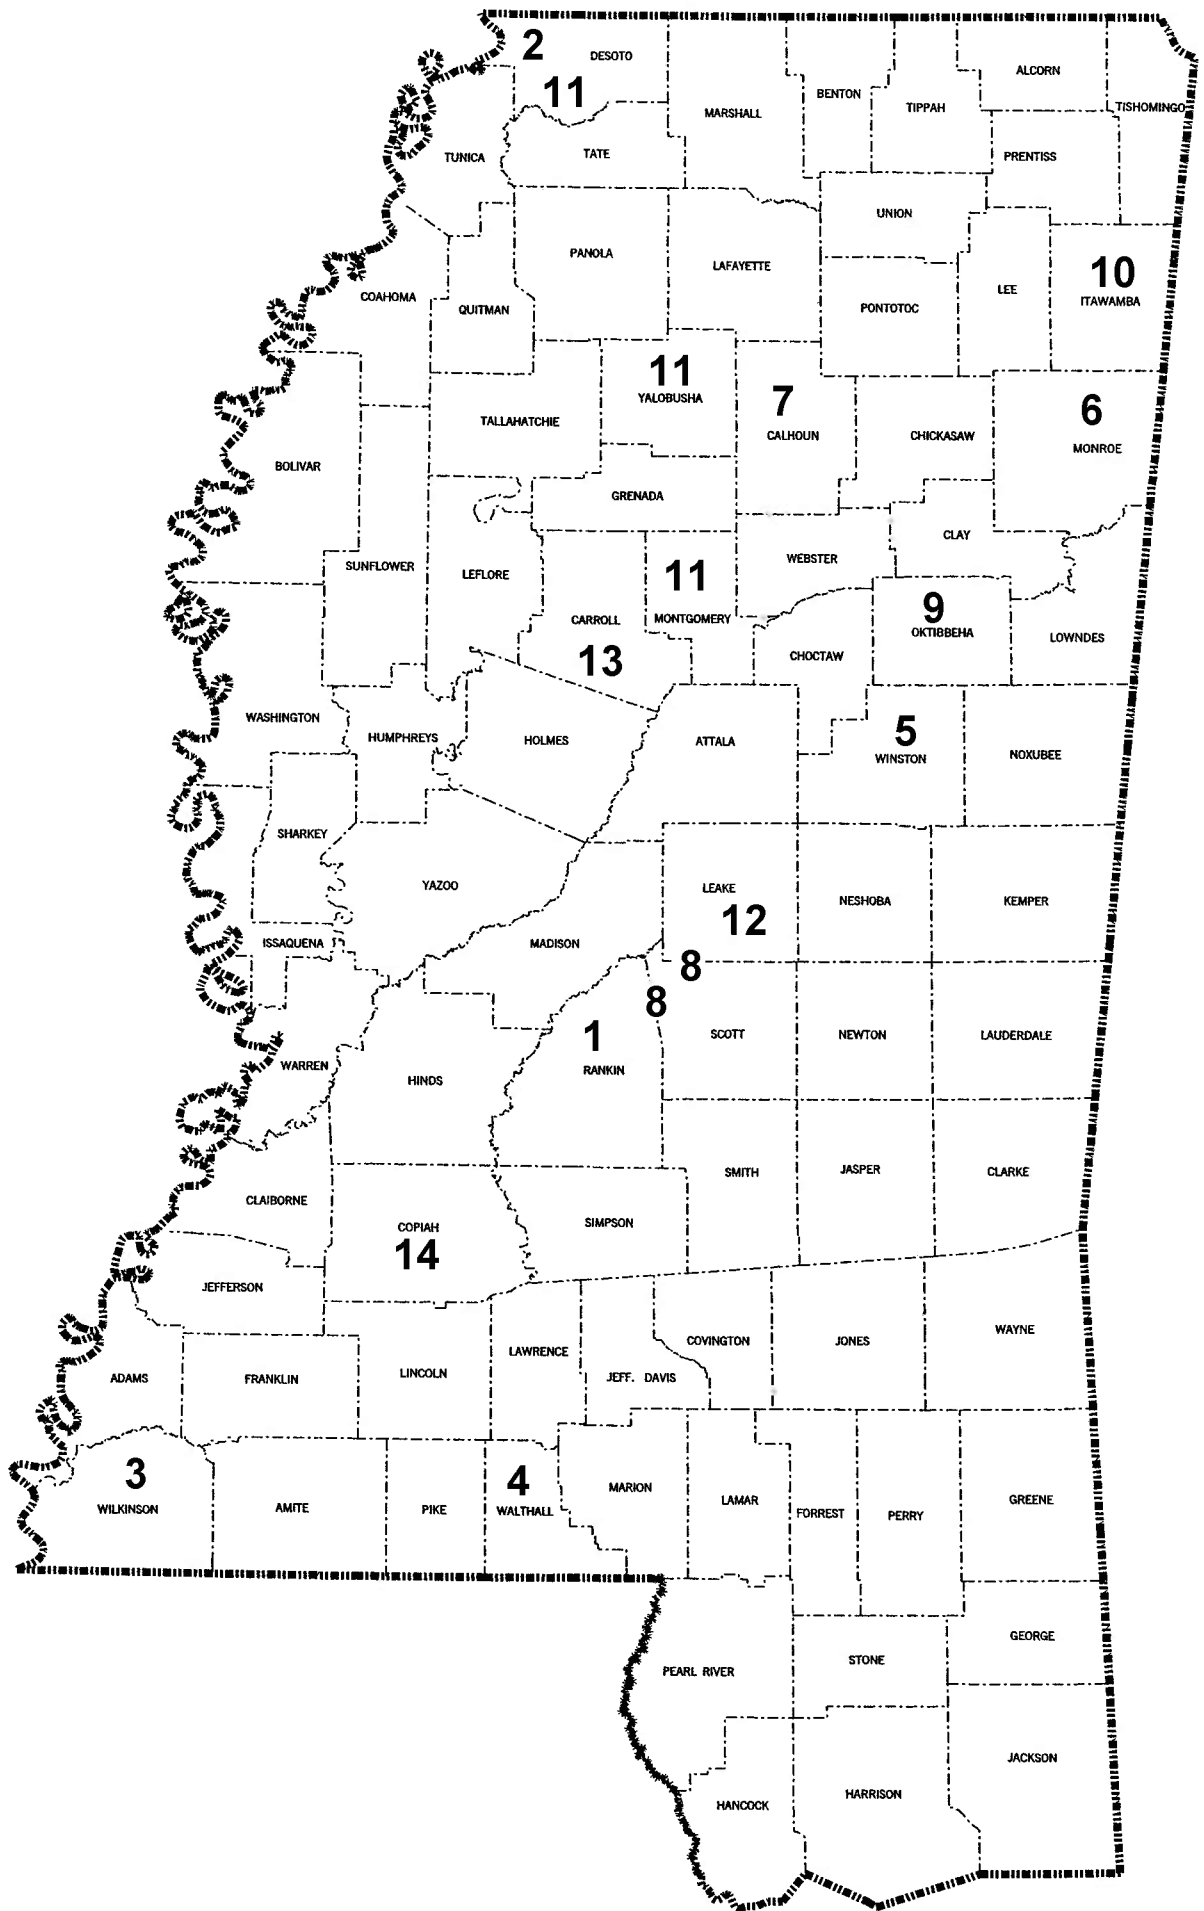 2
DESOTO
11
ALCORN
BENTON
TIPPAH
TISHOMINGO
MARSHALL
TUNICA
TATE
PRENTISS
UNION
PANOLA
LAFAYETTE
10
COAHOMA
QUITMAN
PONTOTOC
LEE
ITAWAMBA
11
YALOBUSHA
7
6
TALLAHATCHIE
CALHOUN
CHICKASAW
MONROE
BOLIVAR
GRENADA
CLAY
SUNFLOWER
LEFLORE
11
WEBSTER
CARROLL
MONTGOMERY
9
OKTIBBEHA
LOWNDES
13
CHOCTAW
WASHINGTON
HUMPHREYS
HOLMES
ATTALA
5
WINSTON
NOXUBEE
SHARKEY
YAZOO
LEAKE
12
NESHOBA
KEMPER
ISSAQUENA
MADISON
8
8
1
SCOTT
NEWTON
LAUDERDALE
WARREN
HINDS
RANKIN
SMITH
JASPER
CLARKE
CLAIBORNE
COPIAH
14
SIMPSON
JEFFERSON
LAWRENCE
COVINGTON
JONES
WAYNE
ADAMS
FRANKLIN
LINCOLN
JEFF. DAVIS
3
WILKINSON
AMITE
PIKE
4
WALTHALL
MARION
LAMAR
FORREST
PERRY
GREENE
GEORGE
PEARL RIVER
STONE
JACKSON
HANCOCK
HARRISON